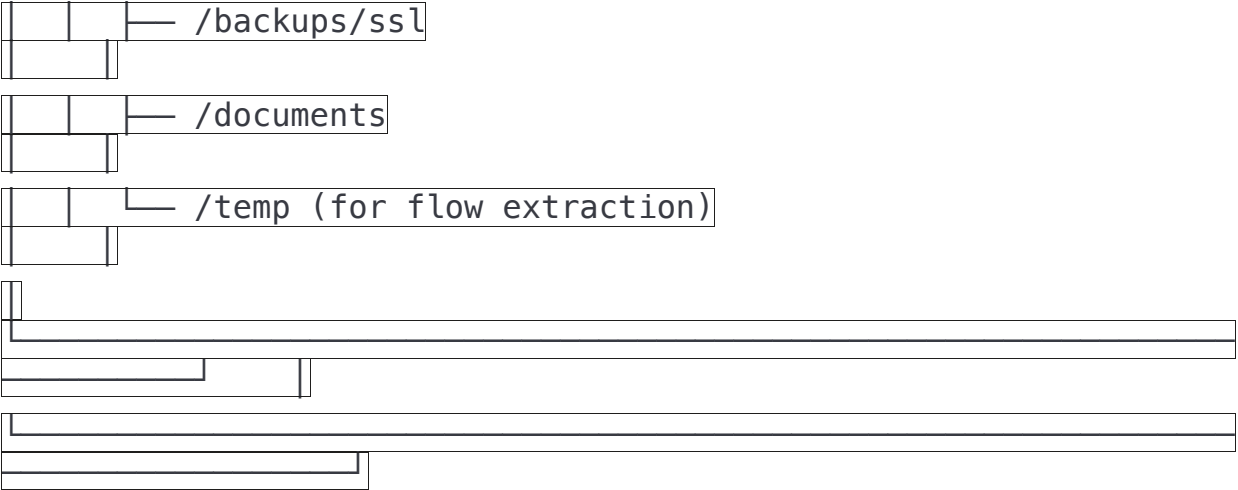 │  │  ├── /backups/ssl
│    │
│  │  ├── /documents
│    │
│  │  └── /temp (for flow extraction)
│    │
│
└───────────────────────────────────────────────────────────────
──────────┘    │
└───────────────────────────────────────────────────────────────
──────────────────┘